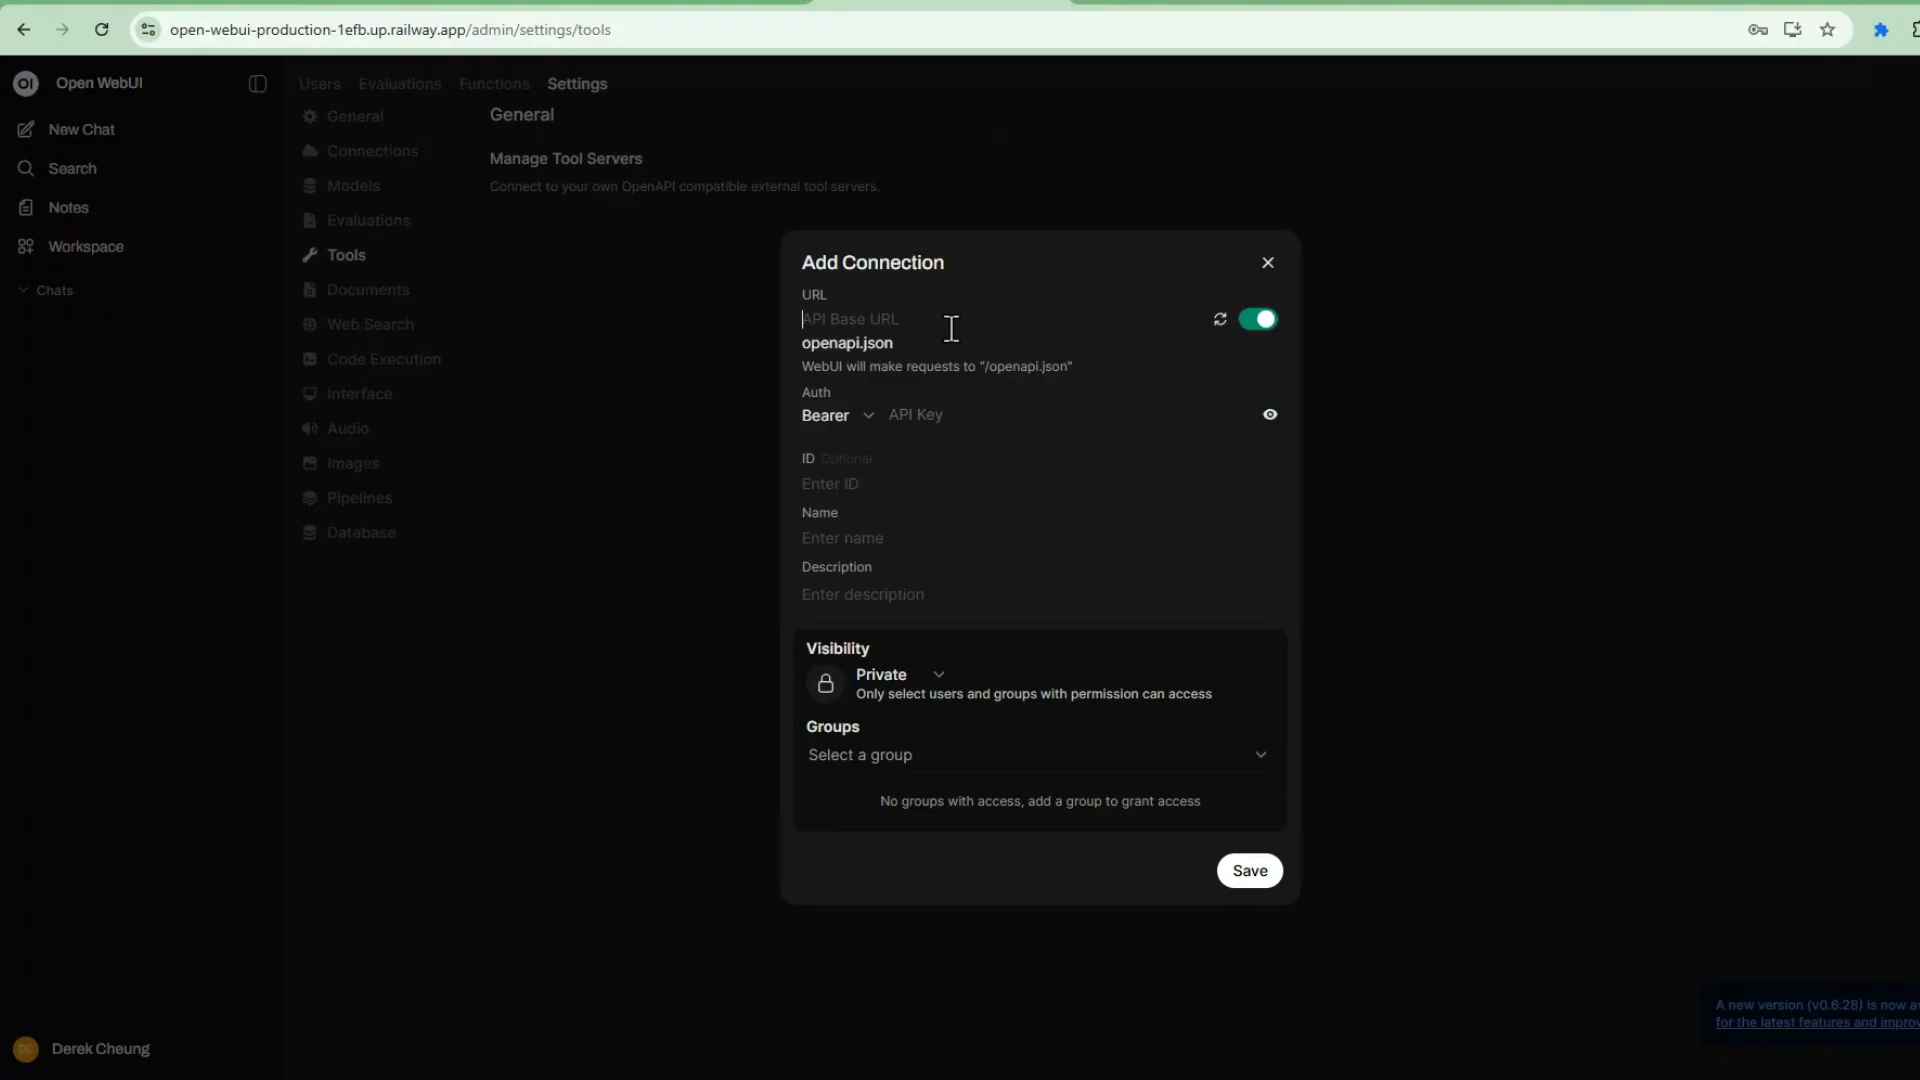 open-webui-production-1efb.up.railway.app/admin/settings/tools
OI
Open WebUI
New Chat
Search
Notes
Workspace
Chats
DC
Derek Cheung
Users
Evaluations
Functions
Settings
General
Connections
Models
Evaluations
Tools
Documents
Web Search
Code Execution
Interface
Audio
Images
Pipelines
Database
General
Manage Tool Servers
Connect to your own OpenAPI compatible external tool servers.
Add Connection
URL
API Base URL
openapi.json
WebUI will make requests to "/openapi.json"
Auth
Bearer
API Key
ID Optional
Enter ID
Name
Enter name
Description
Enter description
Visibility
Private
Only select users and groups with permission can access
Groups
Select a group
No groups with access, add a group to grant access
Save
A new version (v0.6.28) is now
for the latest features and